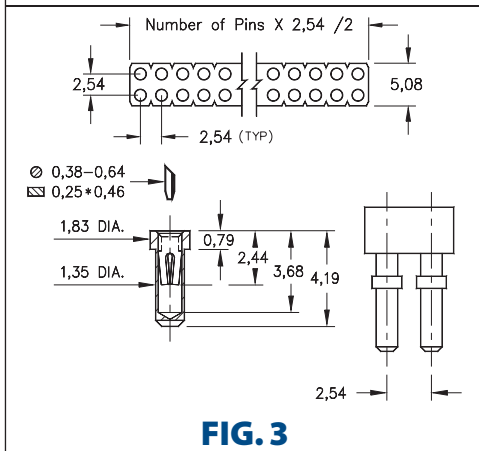 Number of Pins X 2,54 /2
2,54
5,08
2,54 (TYP)
0,38-0,64
0,25*0,46
1,83 DIA.
0,79
2,44
1,35 DIA.
3,68
4,19
2,54
FIG. 3